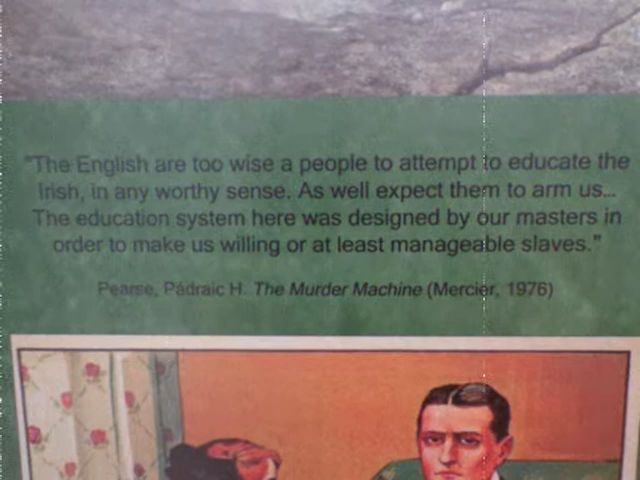 "The English are too wise a people to attempt to educate the
Irish, in any worthy sense. As well expect them to arm us...
The education system here was designed by our masters in
order to make us willing or at least manageable slaves."
Pearse, Pádraic H. The Murder Machine (Mercier, 1976)